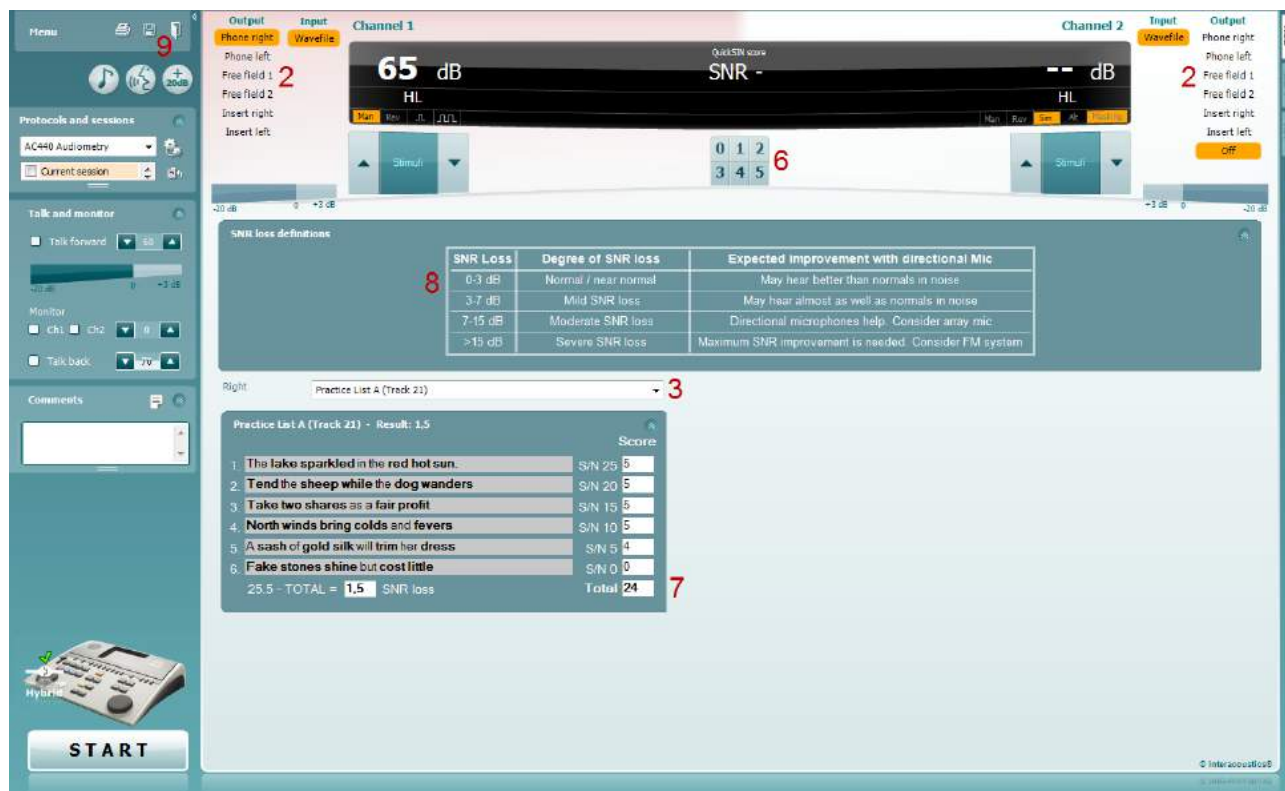 Menu
9
20dB
Protocols and sessions
AC440 Audiometry
Current session
Talk and monitor
Talk forward 60
-20 dB 0 +3 dB
Monitor
Ch1 Ch2 0
Talk back 70
Comments
Hybrid
START
Output Input Channel 1
Phone right Wavefile
Phone left
Free field 1 2
Free field 2
Insert right
Insert left
65 dB
HL
Man Rev
QuickSIN score
SNR -
-- dB
HL
Man Rev Ser Alt Masking
Channel 2 Input Output
Wavefile Phone right
Phone left
2 Free field 1
Free field 2
Insert right
Insert left
Off
Stimuli
0 1 2
3 4 5
6
Stimuli
-20 dB 0 +3 dB
+3 dB 0 -20 dB
SNR loss definitions
8
SNR Loss Degree of SNR loss Expected improvement with directional Mic
0-3 dB Normal / near normal May hear better than normals in noise
3-7 dB Mild SNR loss May hear almost as well as normals in noise
7-15 dB Moderate SNR loss Directional microphones help. Consider array mic
>15 dB Severe SNR loss Maximum SNR improvement is needed. Consider FM system
Right Practice List A (Track 21) 3
Practice List A (Track 21) - Result: 1,5
Score
1. The lake sparkled in the red hot sun. S/N 25 5
2. Tend the sheep while the dog wanders S/N 20 5
3. Take two shares as a fair profit S/N 15 5
4. North winds bring colds and fevers S/N 10 5
5. A sash of gold silk will trim her dress S/N 5 4
6. Fake stones shine but cost little S/N 0 0
25.5 - TOTAL = 1,5 SNR loss Total 24
7
© Interacoustics®